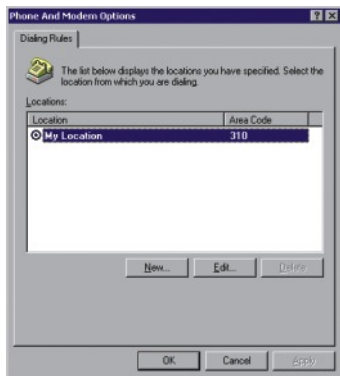 Phone And Modem Options
Dialing Rules
The list below displays the locations you have specified. Select the
location from which you are dialing.
Locations:
Location Area Code
My Location 310
New... Edit... Delete
OK Cancel Apply